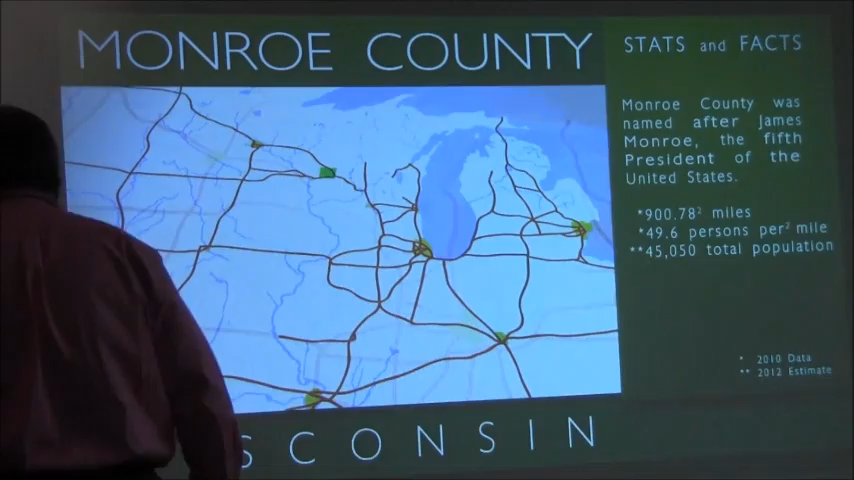 MONROE COUNTY
STATS and FACTS
Monroe County was
named after James
Monroe, the fifth
President of the
United States.
*900.78² miles
*49.6 persons per² mile
**45,050 total population
* 2010 Data
** 2012 Estimate
SCONSIN